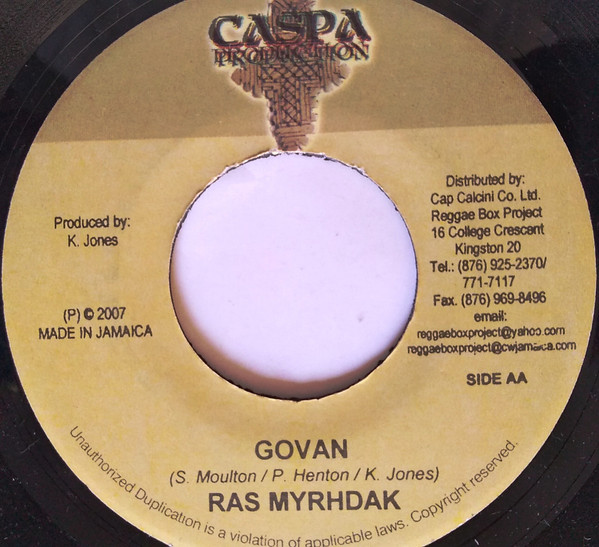 CASPA
PRODUKTION
Produced by:
K. Jones
(P) © 2007
MADE IN JAMAICA
Distributed by:
Cap Calcini Co. Ltd.
Reggae Box Project
16 College Crescent
Kingston 20
Tel.: (876) 925-2370/
771-7117
Fax. (876) 969-8496
email:
reggaeboxproject@yahoo.com
reggaeboxproject@cwjamaica.com
SIDE AA
GOVAN
(S. Moulton / P. Henton / K. Jones)
RAS MYRHDAK
Unauthorized Duplication is a violation of applicable laws. Copyright reserved.